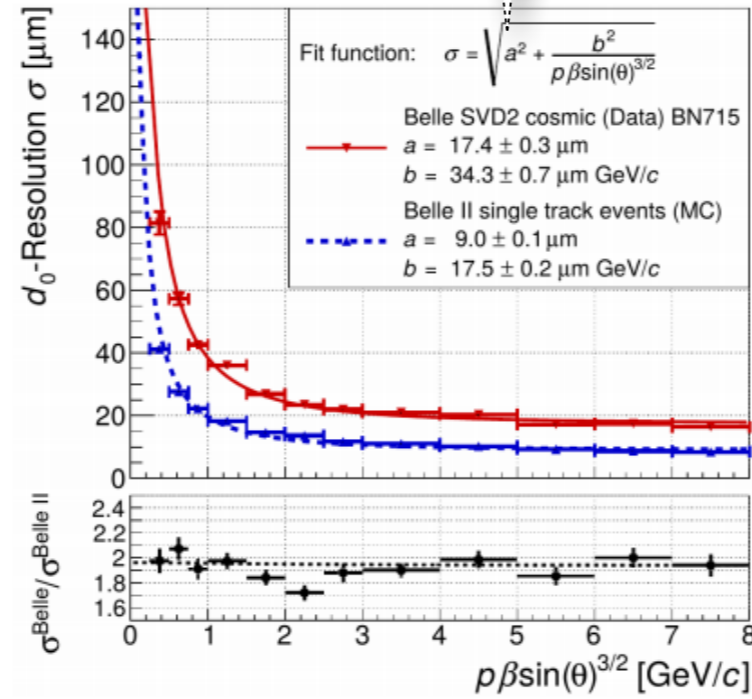 d₀-Resolution σ [μm]
140
120
100
80
60
40
20
0
Fit function: σ = √(a² + b² / pβsin(θ)^3/2)
Belle SVD2 cosmic (Data) BN715
a = 17.4 ± 0.3 μm
b = 34.3 ± 0.7 μm GeV/c
Belle II single track events (MC)
a = 9.0 ± 0.1 μm
b = 17.5 ± 0.2 μm GeV/c
σ^Belle/σ^Belle II
2.4
2.2
2
1.8
1.6
0 1 2 3 4 5 6 7 8
pβsin(θ)^3/2 [GeV/c]